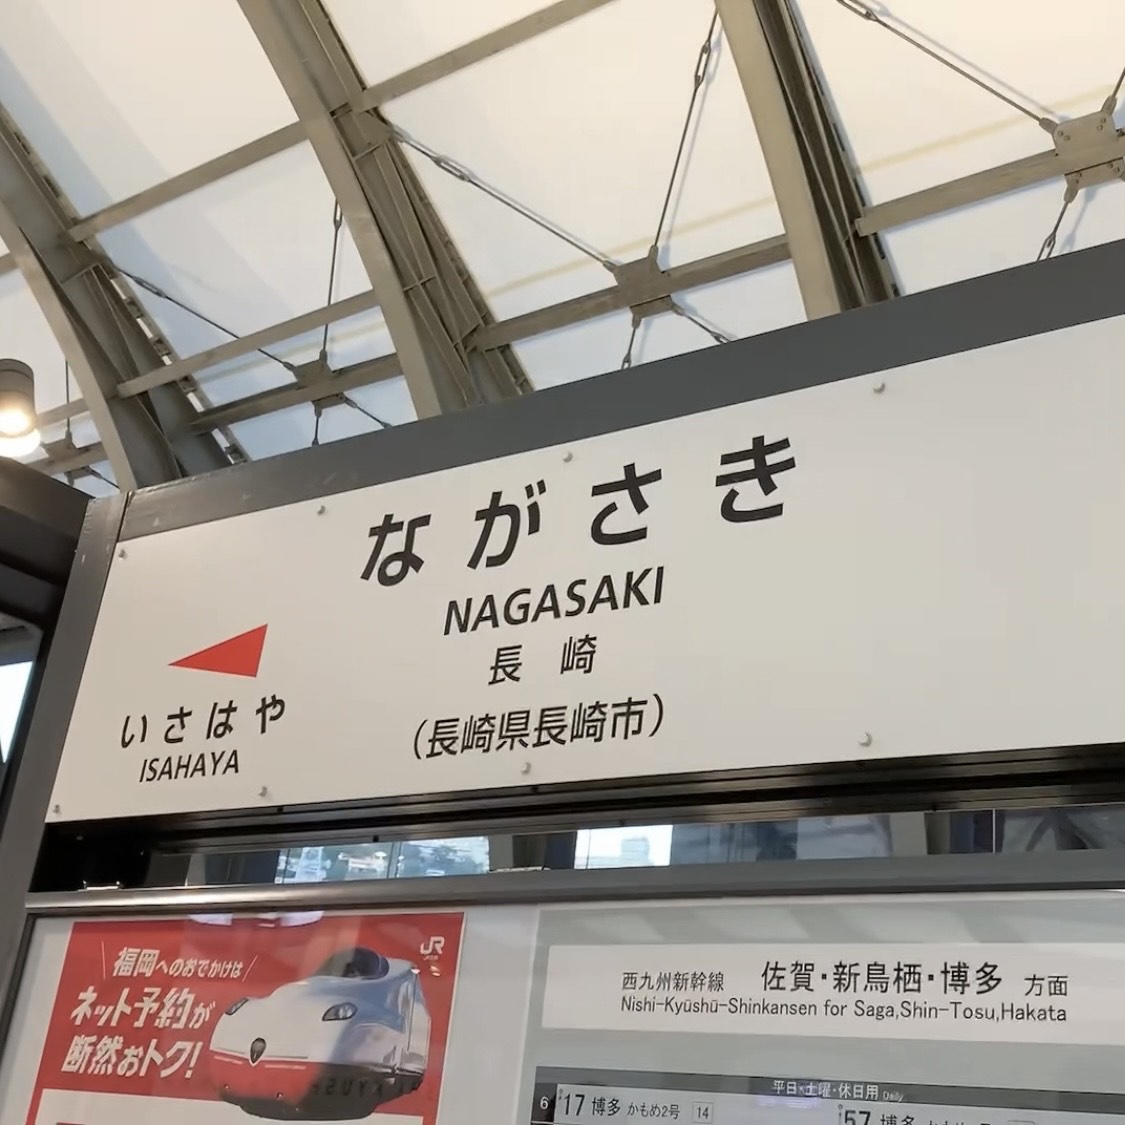 ながさき
NAGASAKI
長崎
(長崎県長崎市)
いさはや
ISAHAYA
JR
福岡へのおでかけは
ネット予約が
断然おトク!
西九州新幹線 佐賀・新鳥栖・博多 方面
Nishi-Kyūshū-Shinkansen for Saga,Shin-Tosu,Hakata
平日・土曜・休日用 Daily
6 17 博多 かもめ2号 14 57 博多